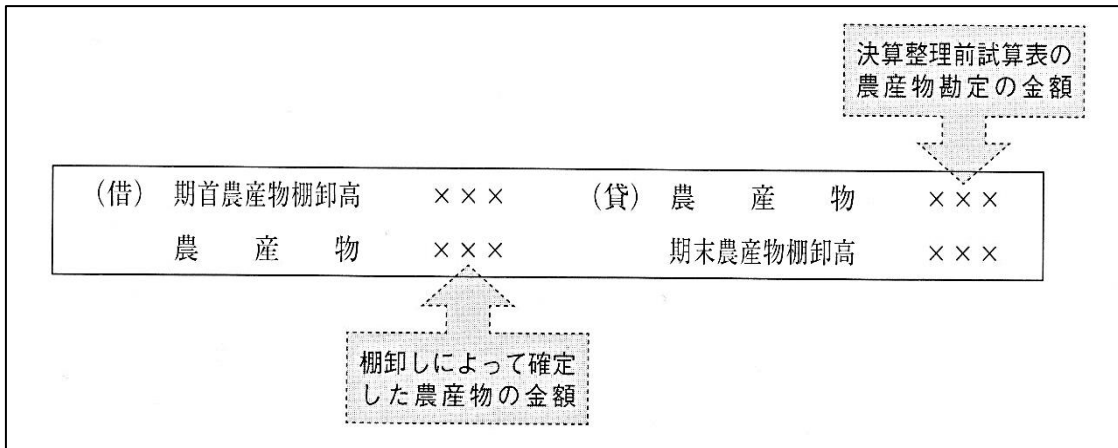 決算整理前試算表の
農産物勘定の金額
(借) 期首農産物棚卸高 ××× (貸) 農産物 ×××
農産物 ××× 期末農産物棚卸高 ×××
棚卸しによって確定
した農産物の金額